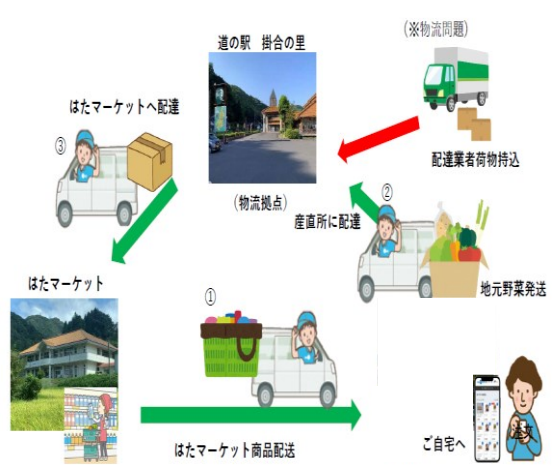 道の駅 掛合の里
(※物流問題)
はたマーケットへ配達
③
配達業者荷物持込
(物流拠点)
②
産直所に配達
地元野菜発送
はたマーケット
①
ご自宅へ
はたマーケット商品配送